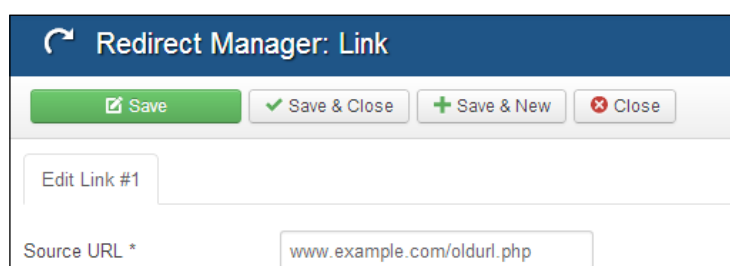 Redirect Manager: Link
Save Save & Close Save & New Close
Edit Link #1
Source URL * www.example.com/oldurl.php